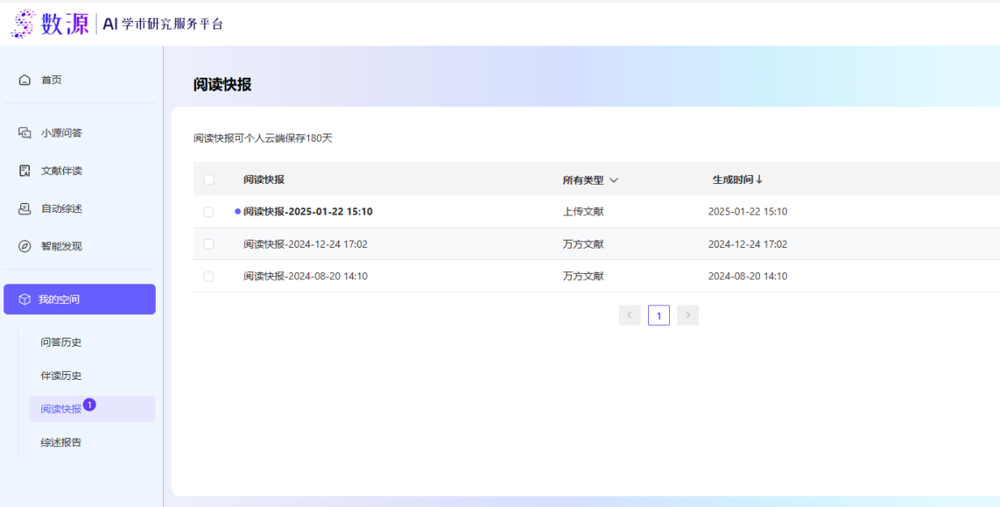 数源 AI 学术研究服务平台
首页
小源问答
文献伴读
自动综述
智能发现
我的空间
问答历史
伴读历史
阅读快报 1
综述报告
阅读快报
阅读快报可个人云端保存180天
阅读快报 所有类型 生成时间↓
阅读快报-2025-01-22 15:10 上传文献 2025-01-22 15:10
阅读快报-2024-12-24 17:02 万方文献 2024-12-24 17:02
阅读快报-2024-08-20 14:10 万方文献 2024-08-20 14:10
< 1 >